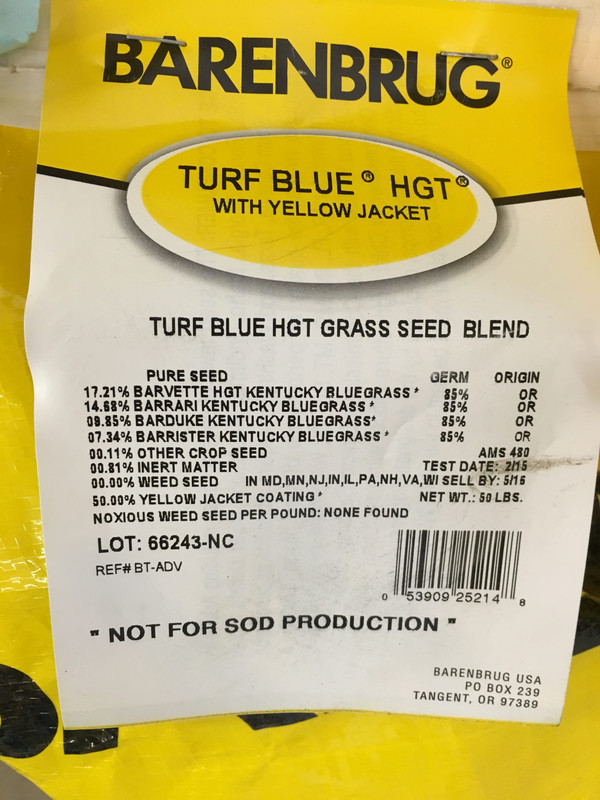 BARENBRUG®
TURF BLUE® HGT®
WITH YELLOW JACKET
TURF BLUE HGT GRASS SEED BLEND
PURE SEED GERM ORIGIN
17.21% BARVETTE HGT KENTUCKY BLUEGRASS* 85% OR
14.68% BARRARI KENTUCKY BLUEGRASS* 85% OR
09.85% BARDUKE KENTUCKY BLUEGRASS* 85% OR
07.34% BARRISTER KENTUCKY BLUEGRASS* 85% OR
00.11% OTHER CROP SEED AMS 480
00.81% INERT MATTER TEST DATE: 2/15
00.00% WEED SEED IN MD,MN,NJ,IN,IL,PA,NH,VA,WI SELL BY: 5/16
50.00% YELLOW JACKET COATING* NET WT.: 50 LBS.
NOXIOUS WEED SEED PER POUND: NONE FOUND
LOT: 66243-NC
REF# BT-ADV
0 53909 25214 8
" NOT FOR SOD PRODUCTION "
BARENBRUG USA
PO BOX 239
TANGENT, OR 97389